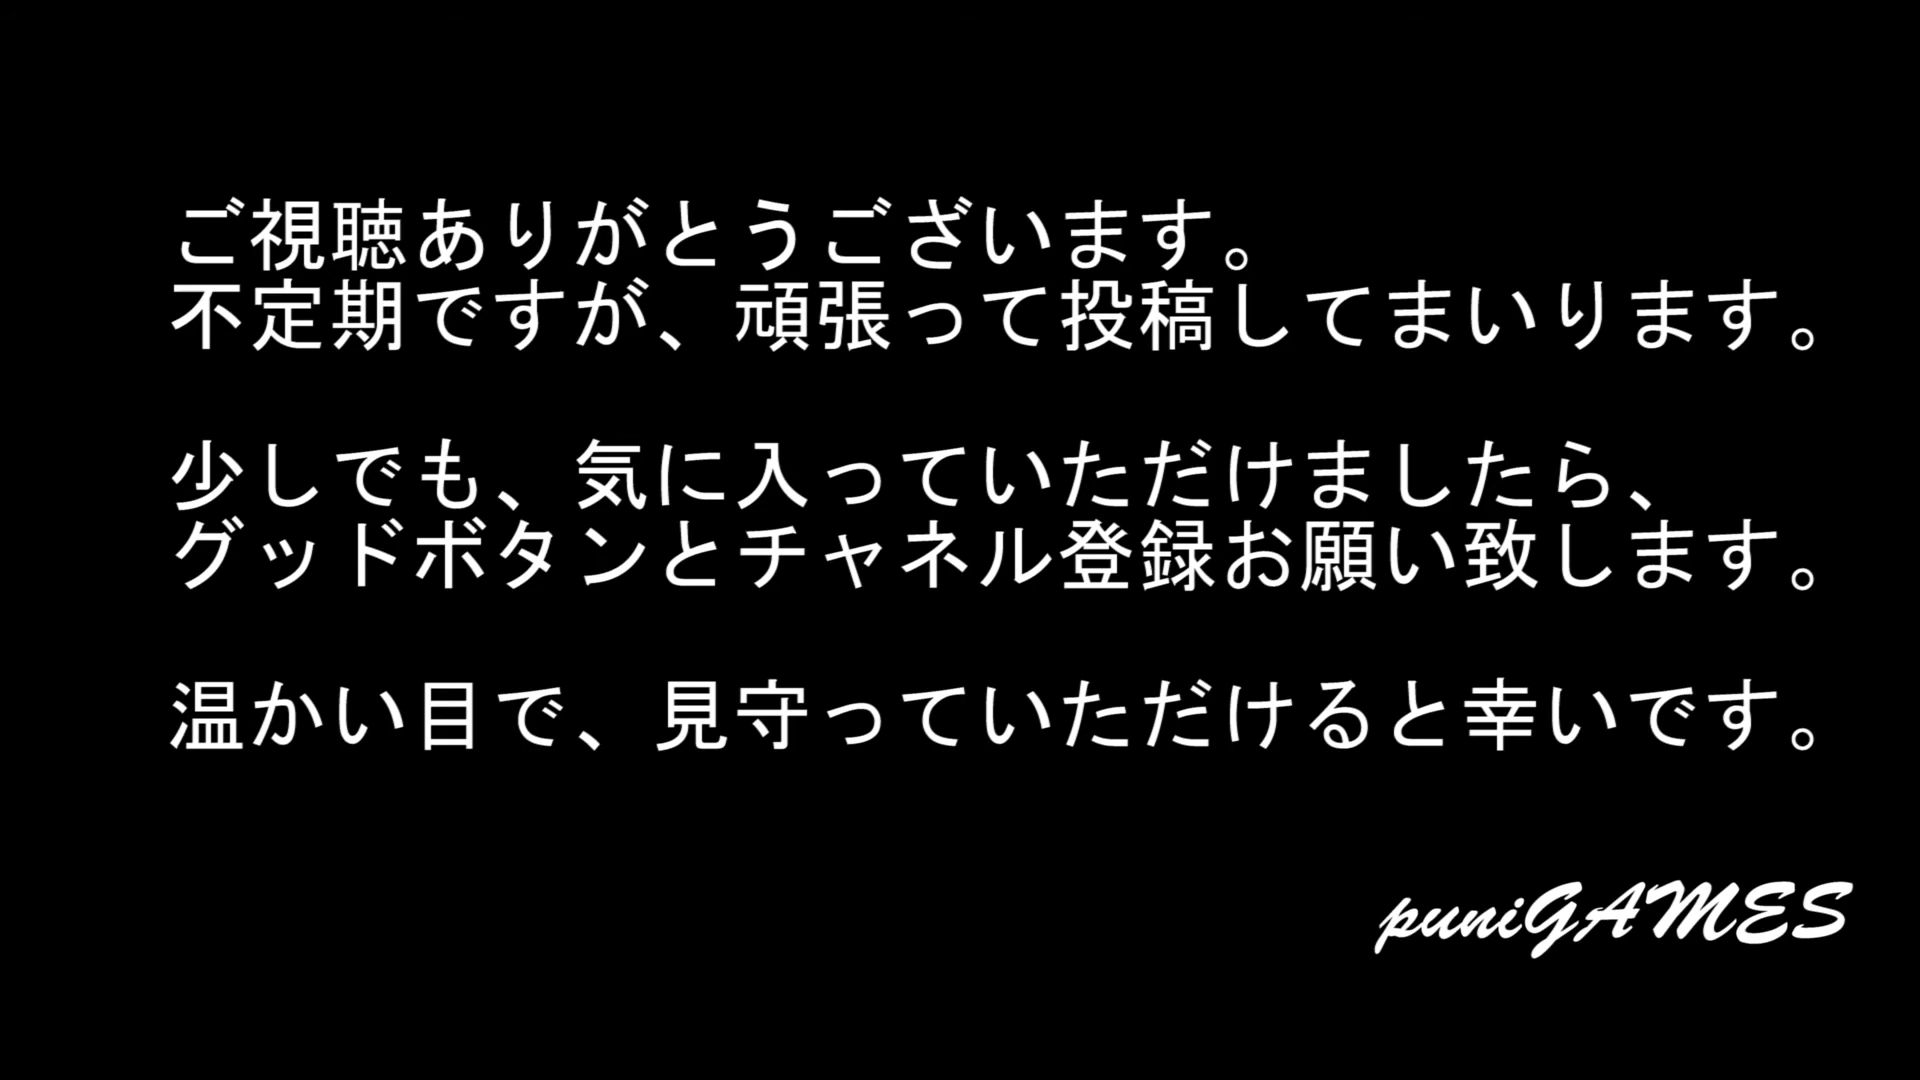 ご視聴ありがとうございます。
不定期ですが、頑張って投稿してまいります。
少しでも、気に入っていただけましたら、
グッドボタンとチャネル登録お願い致します。
温かい目で、見守っていただけると幸いです。
puniGAMES